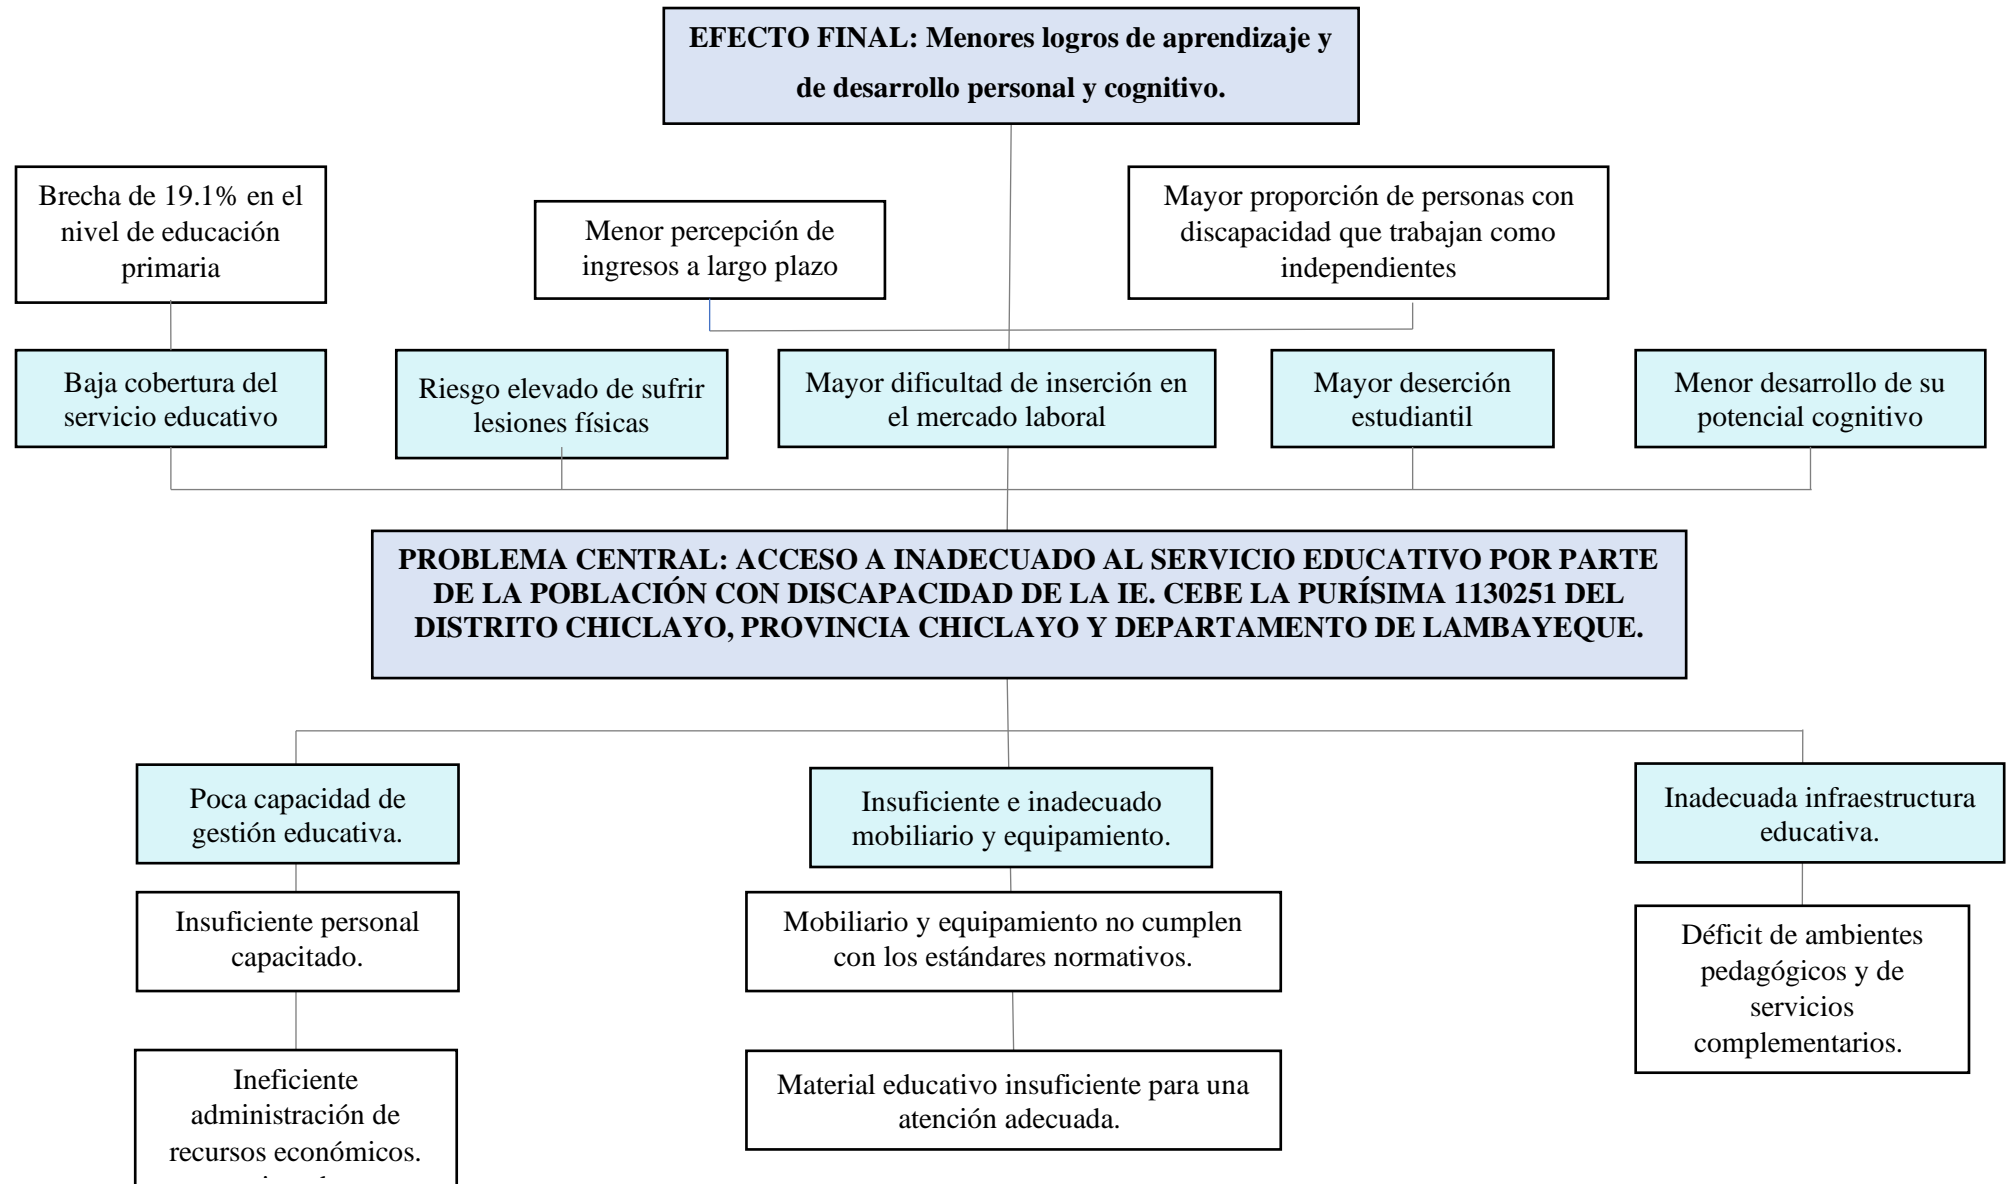 EFECTO FINAL: Menores logros de aprendizaje y
de desarrollo personal y cognitivo.
Brecha de 19.1% en el
nivel de educación
primaria
Menor percepción de
ingresos a largo plazo
Mayor proporción de personas con
discapacidad que trabajan como
independientes
Baja cobertura del
servicio educativo
Riesgo elevado de sufrir
lesiones físicas
Mayor dificultad de inserción en
el mercado laboral
Mayor deserción
estudiantil
Menor desarrollo de su
potencial cognitivo
PROBLEMA CENTRAL: ACCESO A INADECUADO AL SERVICIO EDUCATIVO POR PARTE
DE LA POBLACIÓN CON DISCAPACIDAD DE LA IE. CEBE LA PURÍSIMA 1130251 DEL
DISTRITO CHICLAYO, PROVINCIA CHICLAYO Y DEPARTAMENTO DE LAMBAYEQUE.
Poca capacidad de
gestión educativa.
Insuficiente e inadecuado
mobiliario y equipamiento.
Inadecuada infraestructura
educativa.
Insuficiente personal
capacitado.
Mobiliario y equipamiento no cumplen
con los estándares normativos.
Déficit de ambientes
pedagógicos y de
servicios
complementarios.
Ineficiente
administración de
recursos económicos.
Material educativo insuficiente para una
atención adecuada.